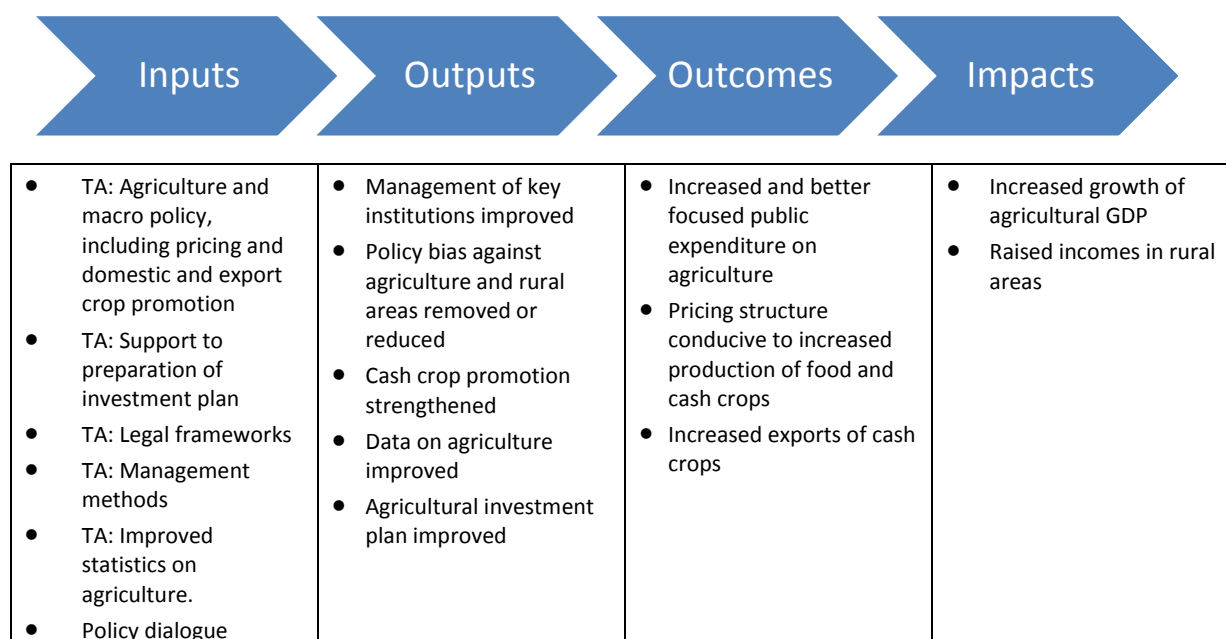 Inputs
Outputs
Outcomes
Impacts
● TA: Agriculture and
macro policy,
including pricing and
domestic and export
crop promotion
● TA: Support to
preparation of
investment plan
● TA: Legal frameworks
● TA: Management
methods
● TA: Improved
statistics on
agriculture.
● Policy dialogue
● Management of key
institutions improved
● Policy bias against
agriculture and rural
areas removed or
reduced
● Cash crop promotion
strengthened
● Data on agriculture
improved
● Agricultural investment
plan improved
● Increased and better
focused public
expenditure on
agriculture
● Pricing structure
conducive to increased
production of food and
cash crops
● Increased exports of cash
crops
● Increased growth of
agricultural GDP
● Raised incomes in rural
areas